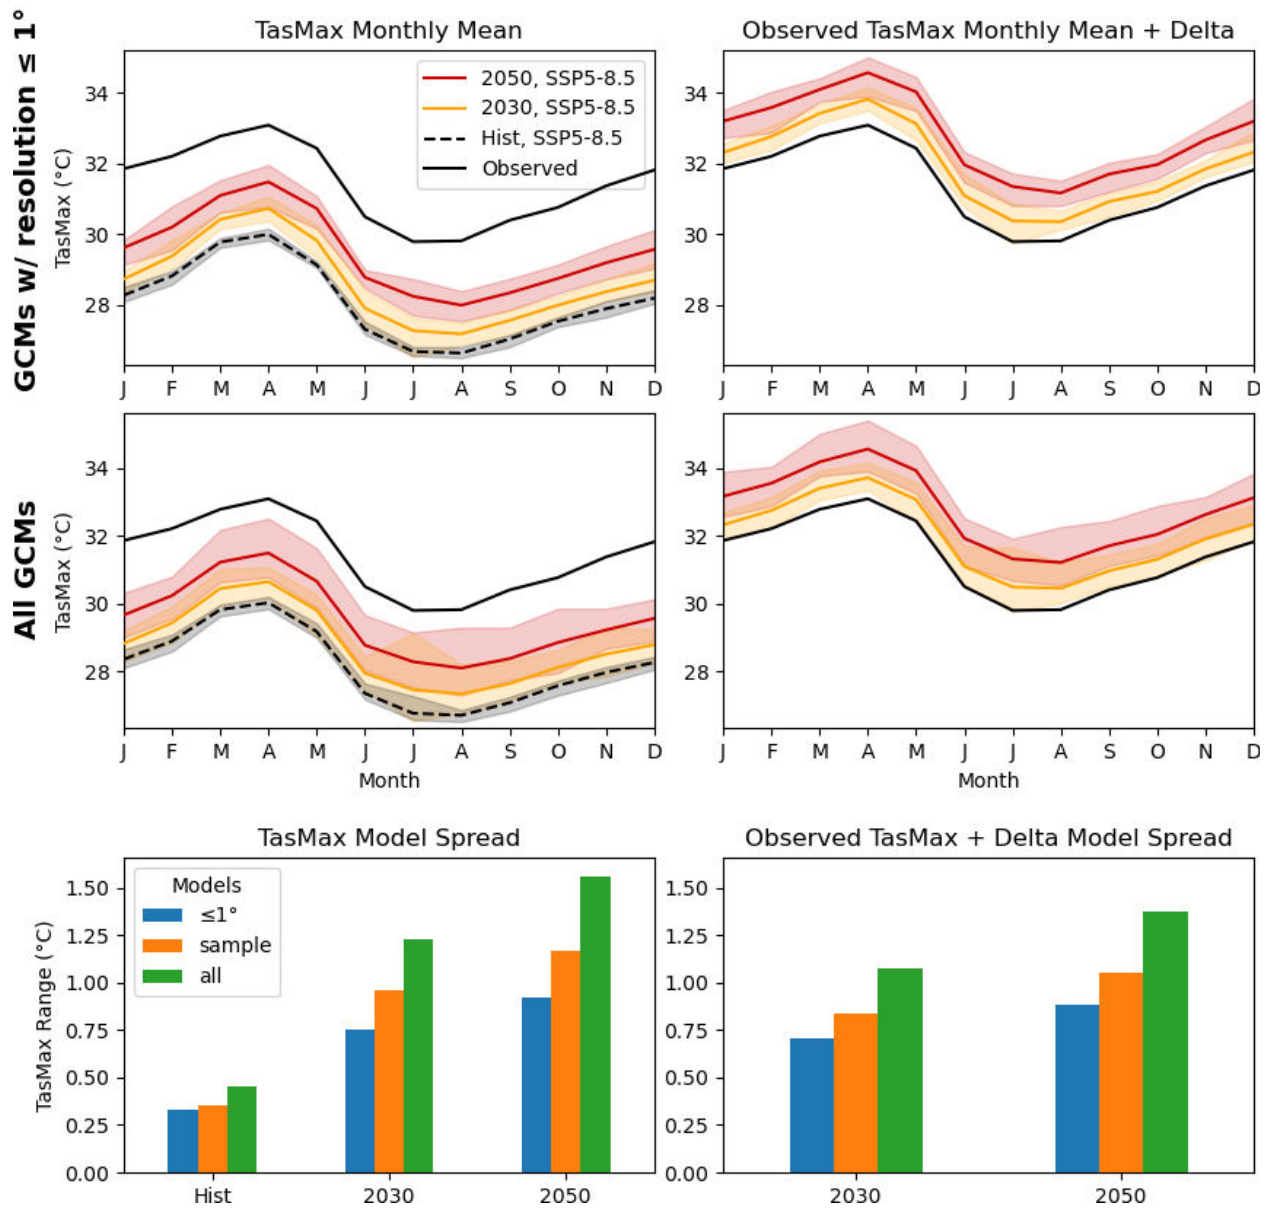 TasMax Monthly Mean
Observed TasMax Monthly Mean + Delta
GCMs w/ resolution ≤ 1°
TasMax (°C)
34
32
30
28
2050, SSP5-8.5
2030, SSP5-8.5
Hist, SSP5-8.5
Observed
J F M A M J J A S O N D
34
32
30
28
J F M A M J J A S O N D
All GCMs
TasMax (°C)
34
32
30
28
J F M A M J J A S O N D
Month
34
32
30
28
J F M A M J J A S O N D
Month
TasMax Model Spread
Observed TasMax + Delta Model Spread
TasMax Range (°C)
1.50
1.25
1.00
0.75
0.50
0.25
0.00
Models
≤1°
sample
all
Hist 2030 2050
1.50
1.25
1.00
0.75
0.50
0.25
0.00
2030 2050